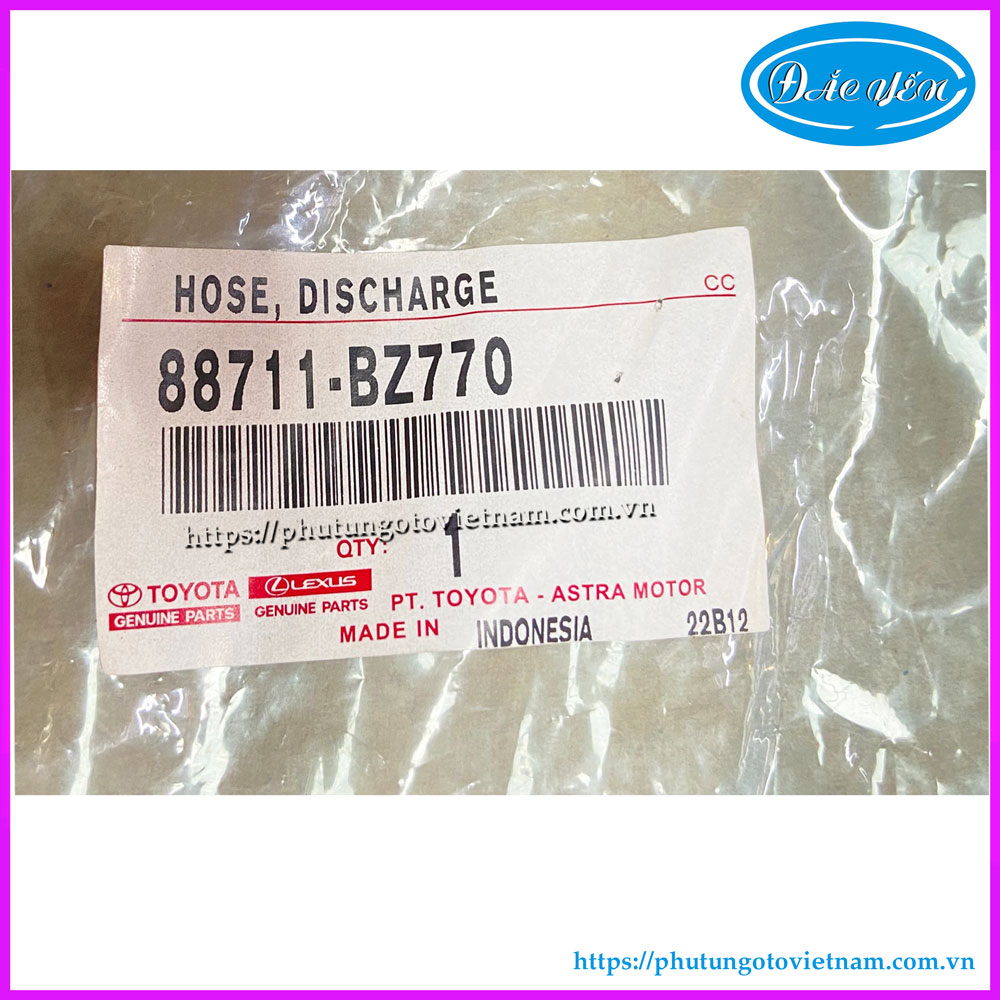 ĐẮC YẾN
HOSE, DISCHARGE
CC
88711-BZ770
https://phutungotovietnam.com.vn
QTY: 1
TOYOTA
GENUINE PARTS
LEXUS
GENUINE PARTS
PT. TOYOTA - ASTRA MOTOR
MADE IN INDONESIA 22B12
https://phutungotovietnam.com.vn